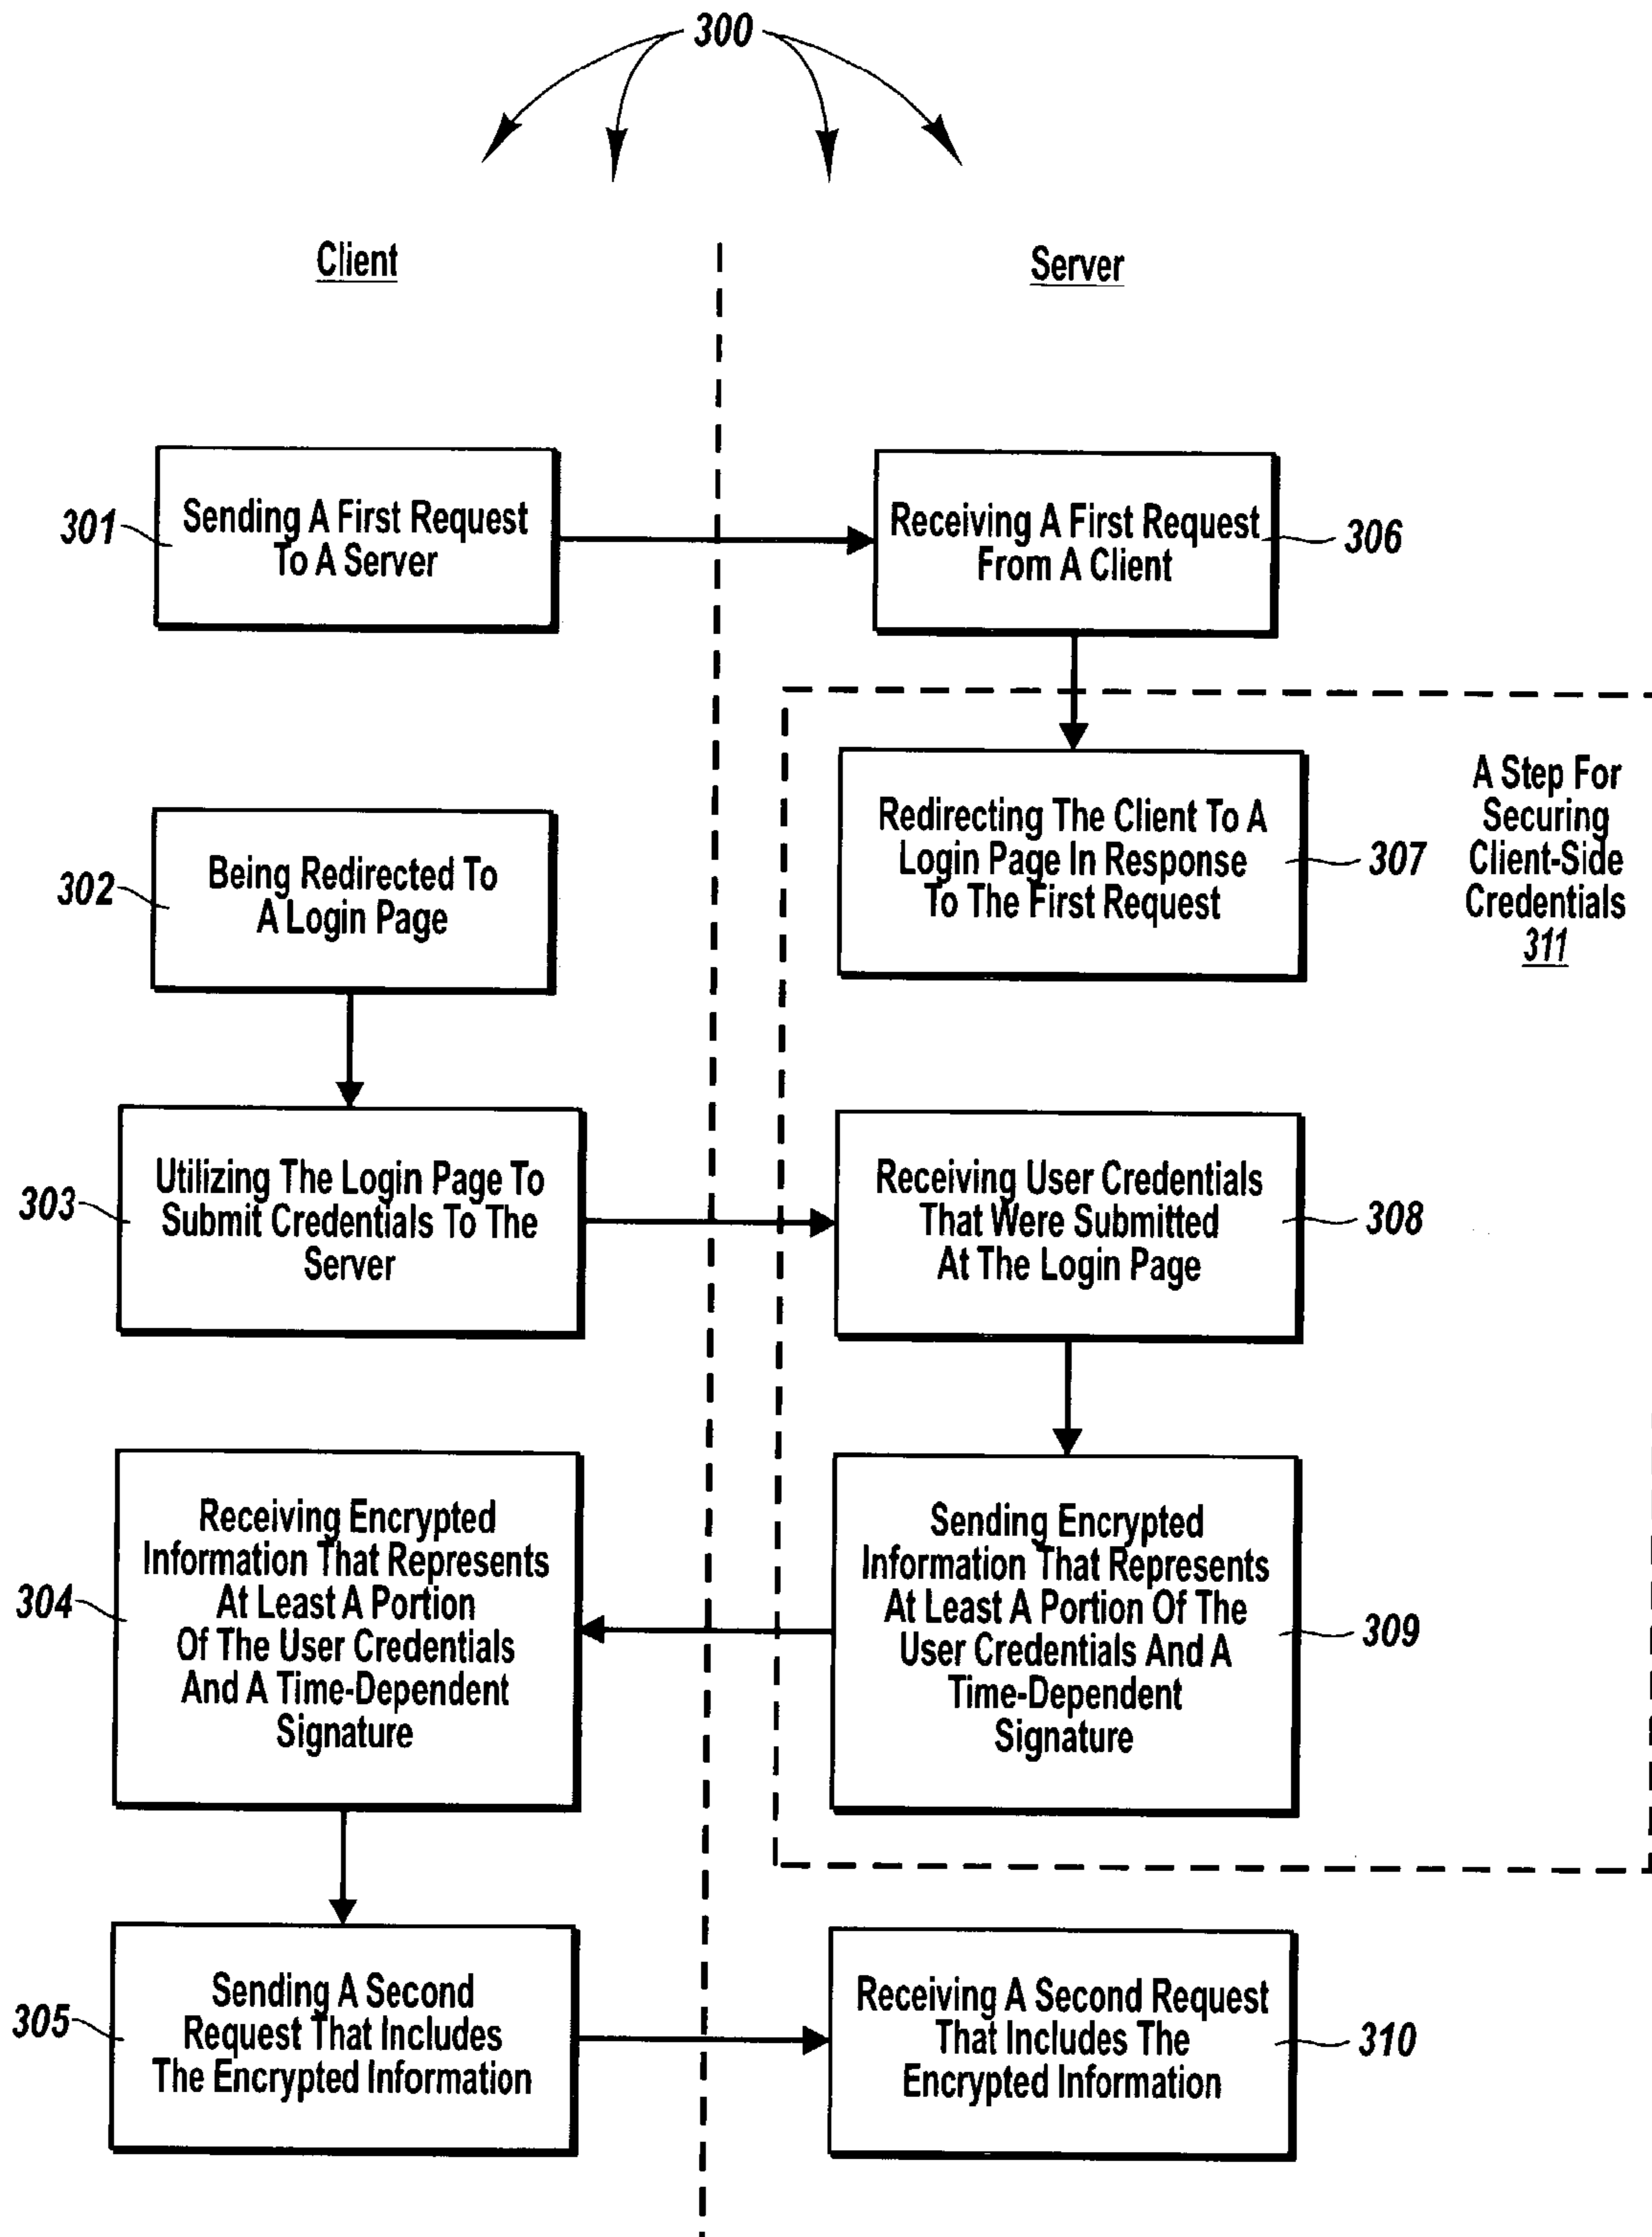 300
Client
Server
301
Sending A First Request
To A Server
Receiving A First Request
From A Client
306
302
Being Redirected To
A Login Page
Redirecting The Client To A
Login Page In Response
To The First Request
307
A Step For
Securing
Client-Side
Credentials
311
303
Utilizing The Login Page To
Submit Credentials To The
Server
Receiving User Credentials
That Were Submitted
At The Login Page
308
304
Receiving Encrypted
Information That Represents
At Least A Portion
Of The User Credentials
And A Time-Dependent
Signature
Sending Encrypted
Information That Represents
At Least A Portion Of The
User Credentials And A
Time-Dependent
Signature
309
305
Sending A Second
Request That Includes
The Encrypted Information
Receiving A Second Request
That Includes The
Encrypted Information
310